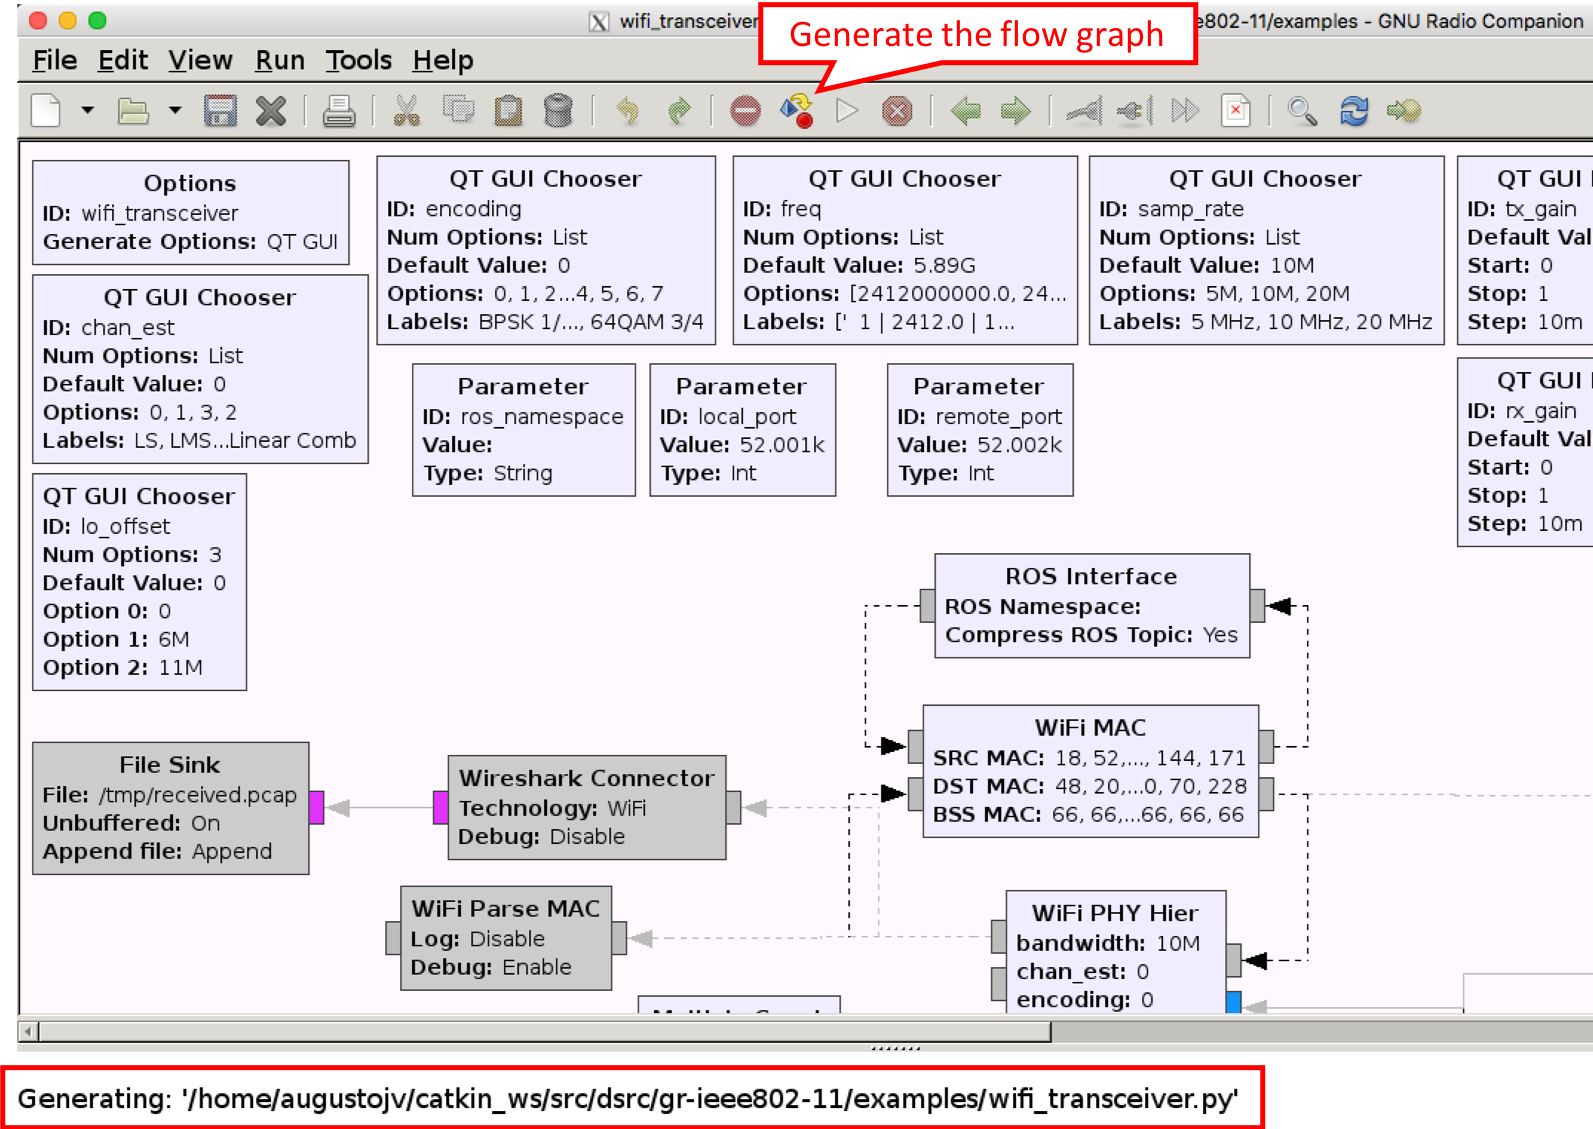 wifi_transceiver
e802-11/examples - GNU Radio Companion
Generate the flow graph
File Edit View Run Tools Help
Options
ID: wifi_transceiver
Generate Options: QT GUI
QT GUI Chooser
ID: encoding
Num Options: List
Default Value: 0
Options: 0, 1, 2...4, 5, 6, 7
Labels: BPSK 1/..., 64QAM 3/4
QT GUI Chooser
ID: freq
Num Options: List
Default Value: 5.89G
Options: [2412000000.0, 24...
Labels: [' 1 | 2412.0 | 1...
QT GUI Chooser
ID: samp_rate
Num Options: List
Default Value: 10M
Options: 5M, 10M, 20M
Labels: 5 MHz, 10 MHz, 20 MHz
QT GUI
ID: tx_gain
Default Val
Start: 0
Stop: 1
Step: 10m
QT GUI Chooser
ID: chan_est
Num Options: List
Default Value: 0
Options: 0, 1, 3, 2
Labels: LS, LMS...Linear Comb
Parameter
ID: ros_namespace
Value:
Type: String
Parameter
ID: local_port
Value: 52.001k
Type: Int
Parameter
ID: remote_port
Value: 52.002k
Type: Int
QT GUI
ID: rx_gain
Default Val
Start: 0
Stop: 1
Step: 10m
QT GUI Chooser
ID: lo_offset
Num Options: 3
Default Value: 0
Option 0: 0
Option 1: 6M
Option 2: 11M
ROS Interface
ROS Namespace:
Compress ROS Topic: Yes
WiFi MAC
SRC MAC: 18, 52,..., 144, 171
DST MAC: 48, 20,...0, 70, 228
BSS MAC: 66, 66,...66, 66, 66
File Sink
File: /tmp/received.pcap
Unbuffered: On
Append file: Append
Wireshark Connector
Technology: WiFi
Debug: Disable
WiFi Parse MAC
Log: Disable
Debug: Enable
WiFi PHY Hier
bandwidth: 10M
chan_est: 0
encoding: 0
Generating: '/home/augustojv/catkin_ws/src/dsrc/gr-ieee802-11/examples/wifi_transceiver.py'